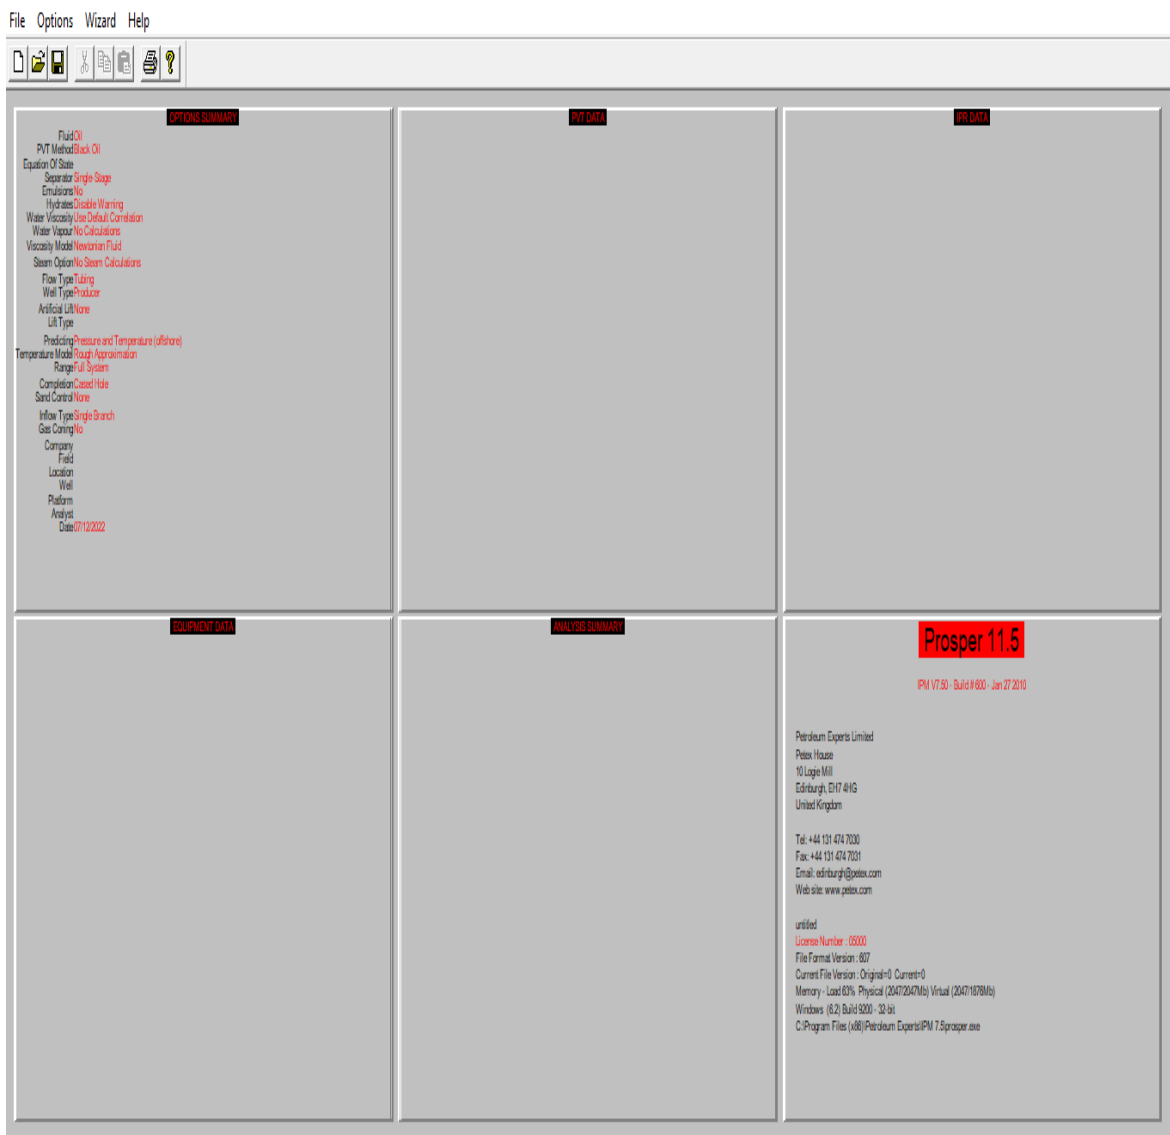 File Options Wizard Help
OPTIONS SUMMARY
Fluid Oil
PVT Method Black Oil
Equation Of State
Separator Single-Stage
Emulsions No
Hydrates Disable Warning
Water Viscosity Use Default Correlation
Water Vapour No Calculations
Viscosity Model Newtonian Fluid
Steam Option No Steam Calculations
Flow Type Tubing
Well Type Producer
Artificial Lift None
Lift Type
Predicting Pressure and Temperature (offshore)
Temperature Model Rough Approximation
Range Full System
Completion Cased Hole
Sand Control None
Inflow Type Single Branch
Gas Coning No
Company
Field
Location
Well
Platform
Analyst
Date 07/12/2022
PVT DATA
IPR DATA
EQUIPMENT DATA
ANALYSIS SUMMARY
Prosper 11.5
IPM V7.50 - Build # 600 - Jan 27 2010
Petroleum Experts Limited
Petex House
10 Logie Mill
Edinburgh, EH7 4HG
United Kingdom
Tel: +44 131 474 7030
Fax: +44 131 474 7031
Email: edinburgh@petex.com
Web site: www.petex.com
untitled
License Number : 05000
File Format Version : 607
Current File Version : Original=0 Current=0
Memory - Load 63% Physical (2047/2047Mb) Virtual (2047/1876Mb)
Windows (6.2) Build 9200 - 32-bit
C:\Program Files (x86)\Petroleum Experts\IPM 7.5\prosper.exe